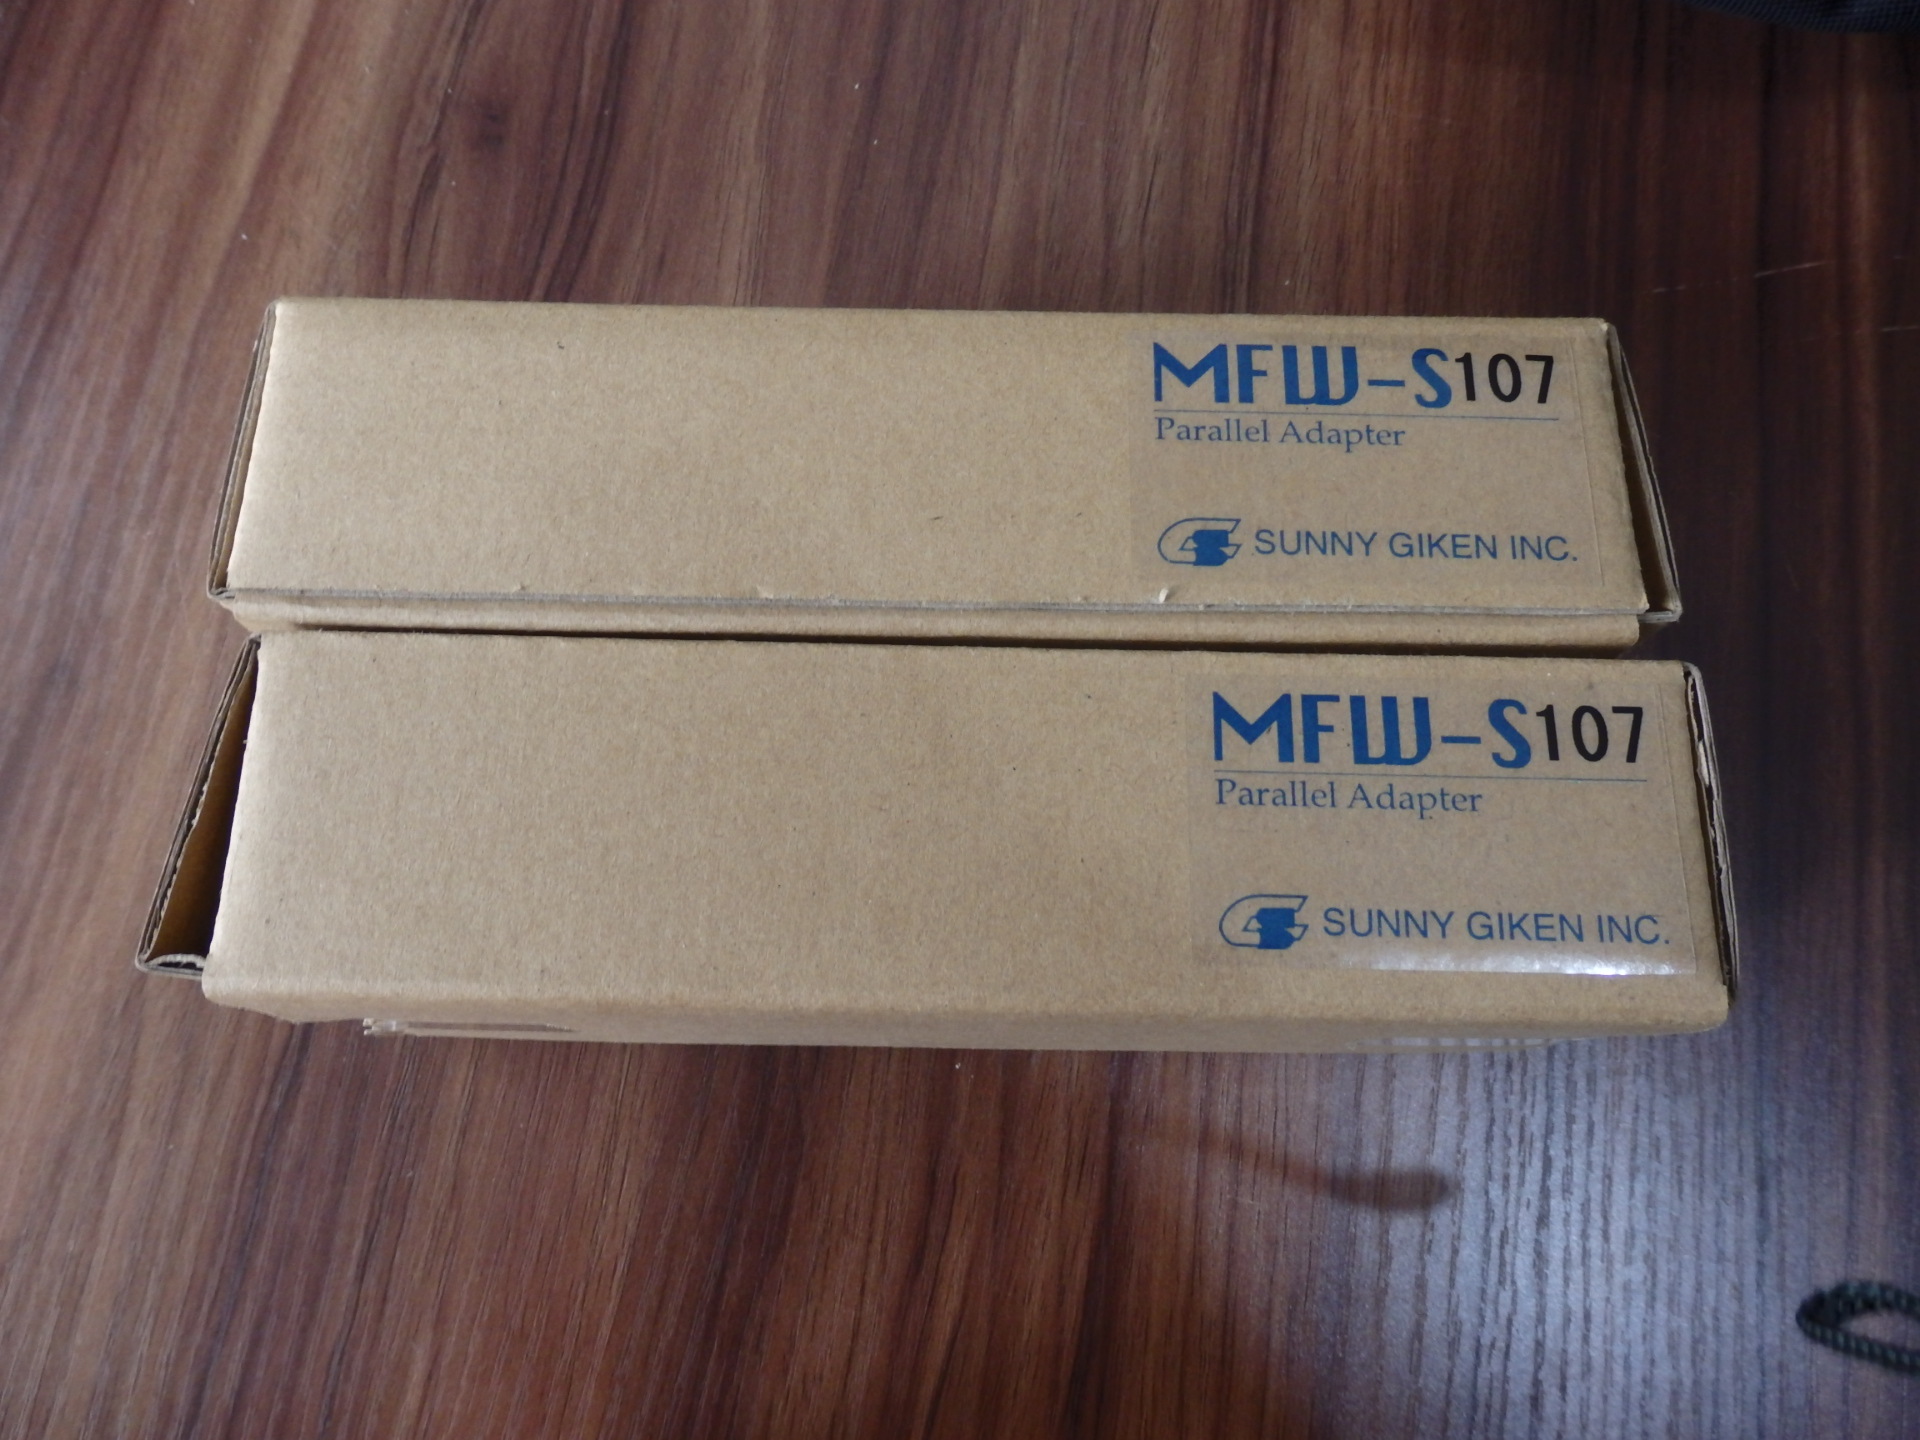 MFW-S107
Parallel Adapter
SUNNY GIKEN INC.
MFW-S107
Parallel Adapter
SUNNY GIKEN INC.